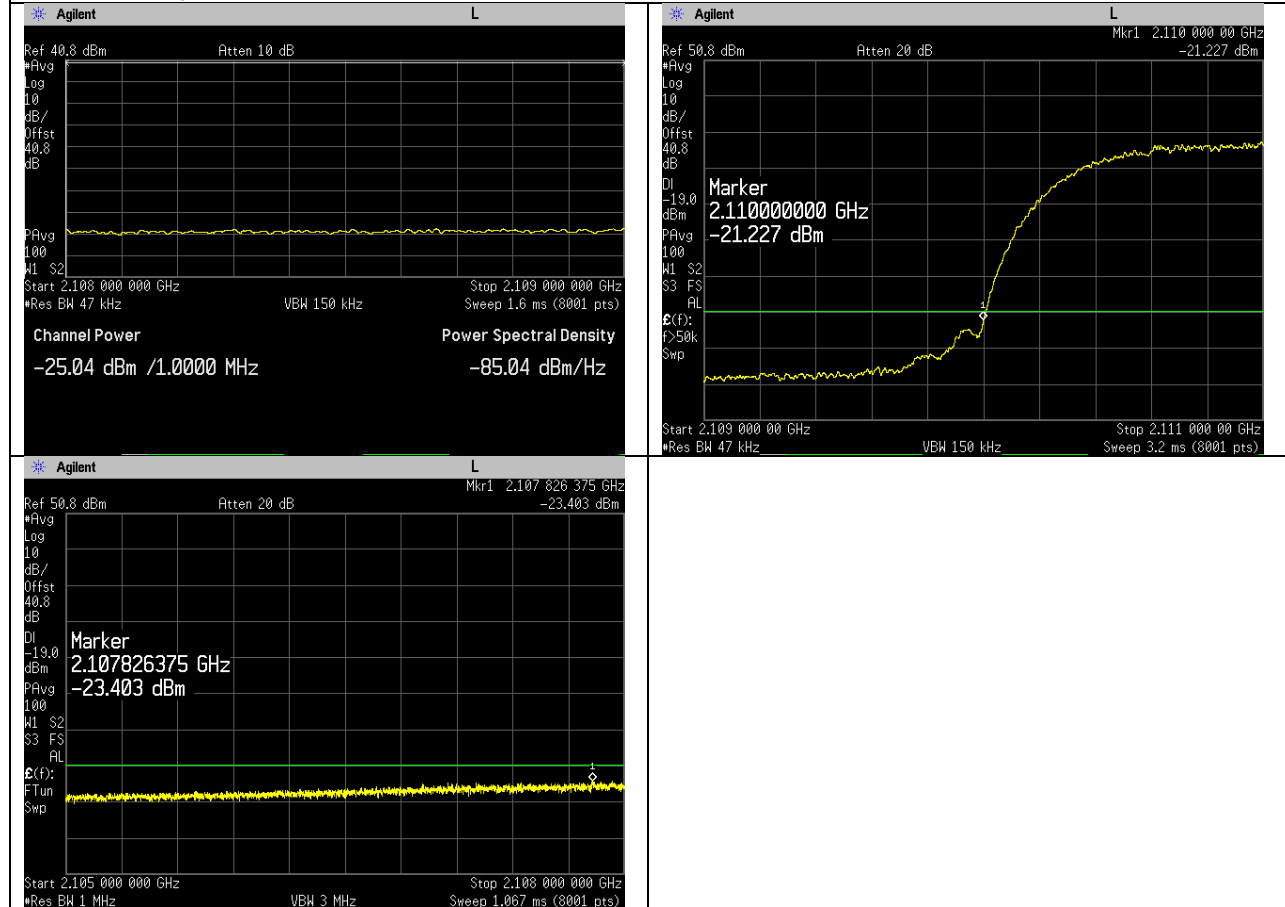 Agilent L
Ref 40.8 dBm Atten 10 dB
#Avg
Log
10
dB/
Offst
40.8
dB
PAvg
100
W1 S2
Start 2.108 000 000 GHz Stop 2.109 000 000 GHz
#Res BW 47 kHz VBW 150 kHz Sweep 1.6 ms (8001 pts)
Channel Power Power Spectral Density
-25.04 dBm /1.0000 MHz -85.04 dBm/Hz
Agilent L
Mkr1 2.110 000 00 GHz
Ref 50.8 dBm Atten 20 dB -21.227 dBm
#Avg
Log
10
dB/
Offst
40.8
dB
DI
-19.0
dBm
PAvg
100
W1 S2
S3 FS
AL
£(f):
f>50k
Swp
Marker
2.110000000 GHz
-21.227 dBm
1
Start 2.109 000 00 GHz Stop 2.111 000 00 GHz
#Res BW 47 kHz VBW 150 kHz Sweep 3.2 ms (8001 pts)
Agilent L
Mkr1 2.107 826 375 GHz
Ref 50.8 dBm Atten 20 dB -23.403 dBm
#Avg
Log
10
dB/
Offst
40.8
dB
DI
-19.0
dBm
PAvg
100
W1 S2
S3 FS
AL
£(f):
FTun
Swp
Marker
2.107826375 GHz
-23.403 dBm
1
Start 2.105 000 000 GHz Stop 2.108 000 000 GHz
#Res BW 1 MHz VBW 3 MHz Sweep 1.067 ms (8001 pts)